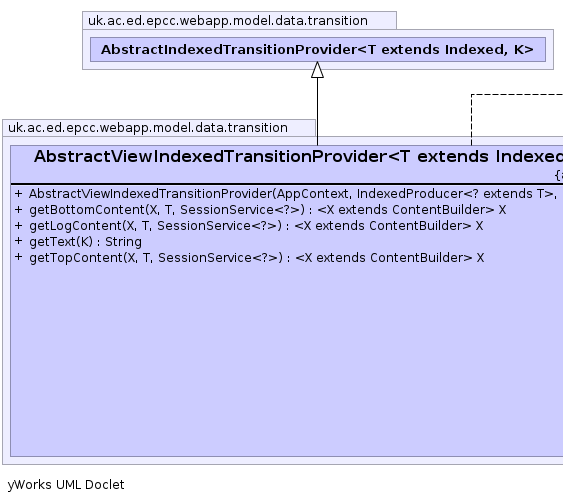 uk.ac.ed.epcc.webapp.model.data.transition
AbstractIndexedTransitionProvider<T extends Indexed, K>
uk.ac.ed.epcc.webapp.model.data.transition
AbstractViewIndexedTransitionProvider<T extends Indexed
{a
+ AbstractViewIndexedTransitionProvider(AppContext, IndexedProducer<? extends T>,
+ getBottomContent(X, T, SessionService<?>) : <X extends ContentBuilder> X
+ getLogContent(X, T, SessionService<?>) : <X extends ContentBuilder> X
+ getText(K) : String
+ getTopContent(X, T, SessionService<?>) : <X extends ContentBuilder> X
yWorks UML Doclet